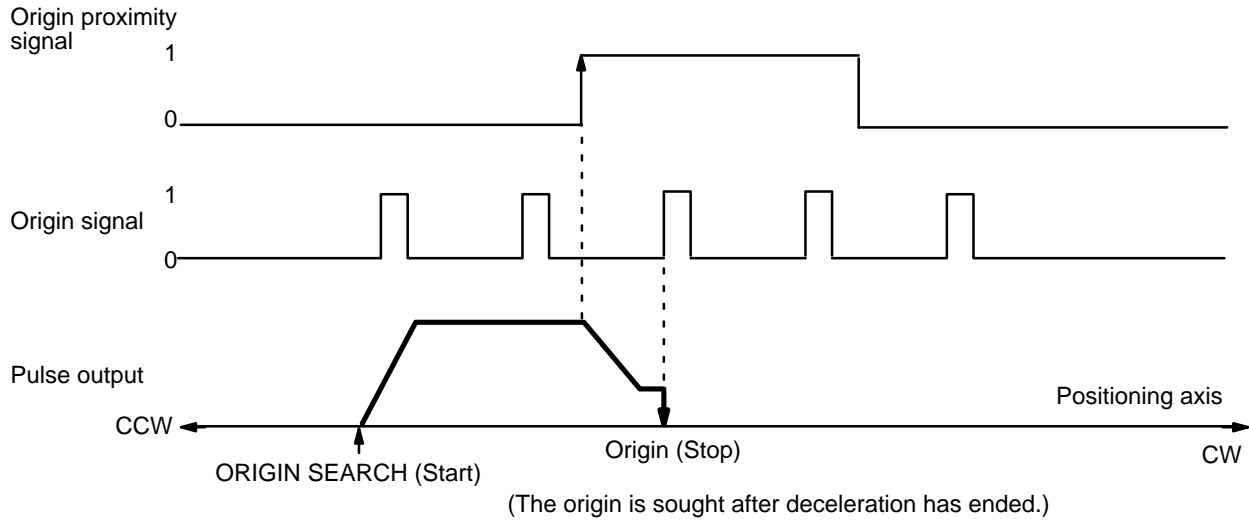 Origin proximity
signal
1
0
1
Origin signal
0
Pulse output
Positioning axis
CCW
CW
Origin (Stop)
ORIGIN SEARCH (Start)
(The origin is sought after deceleration has ended.)